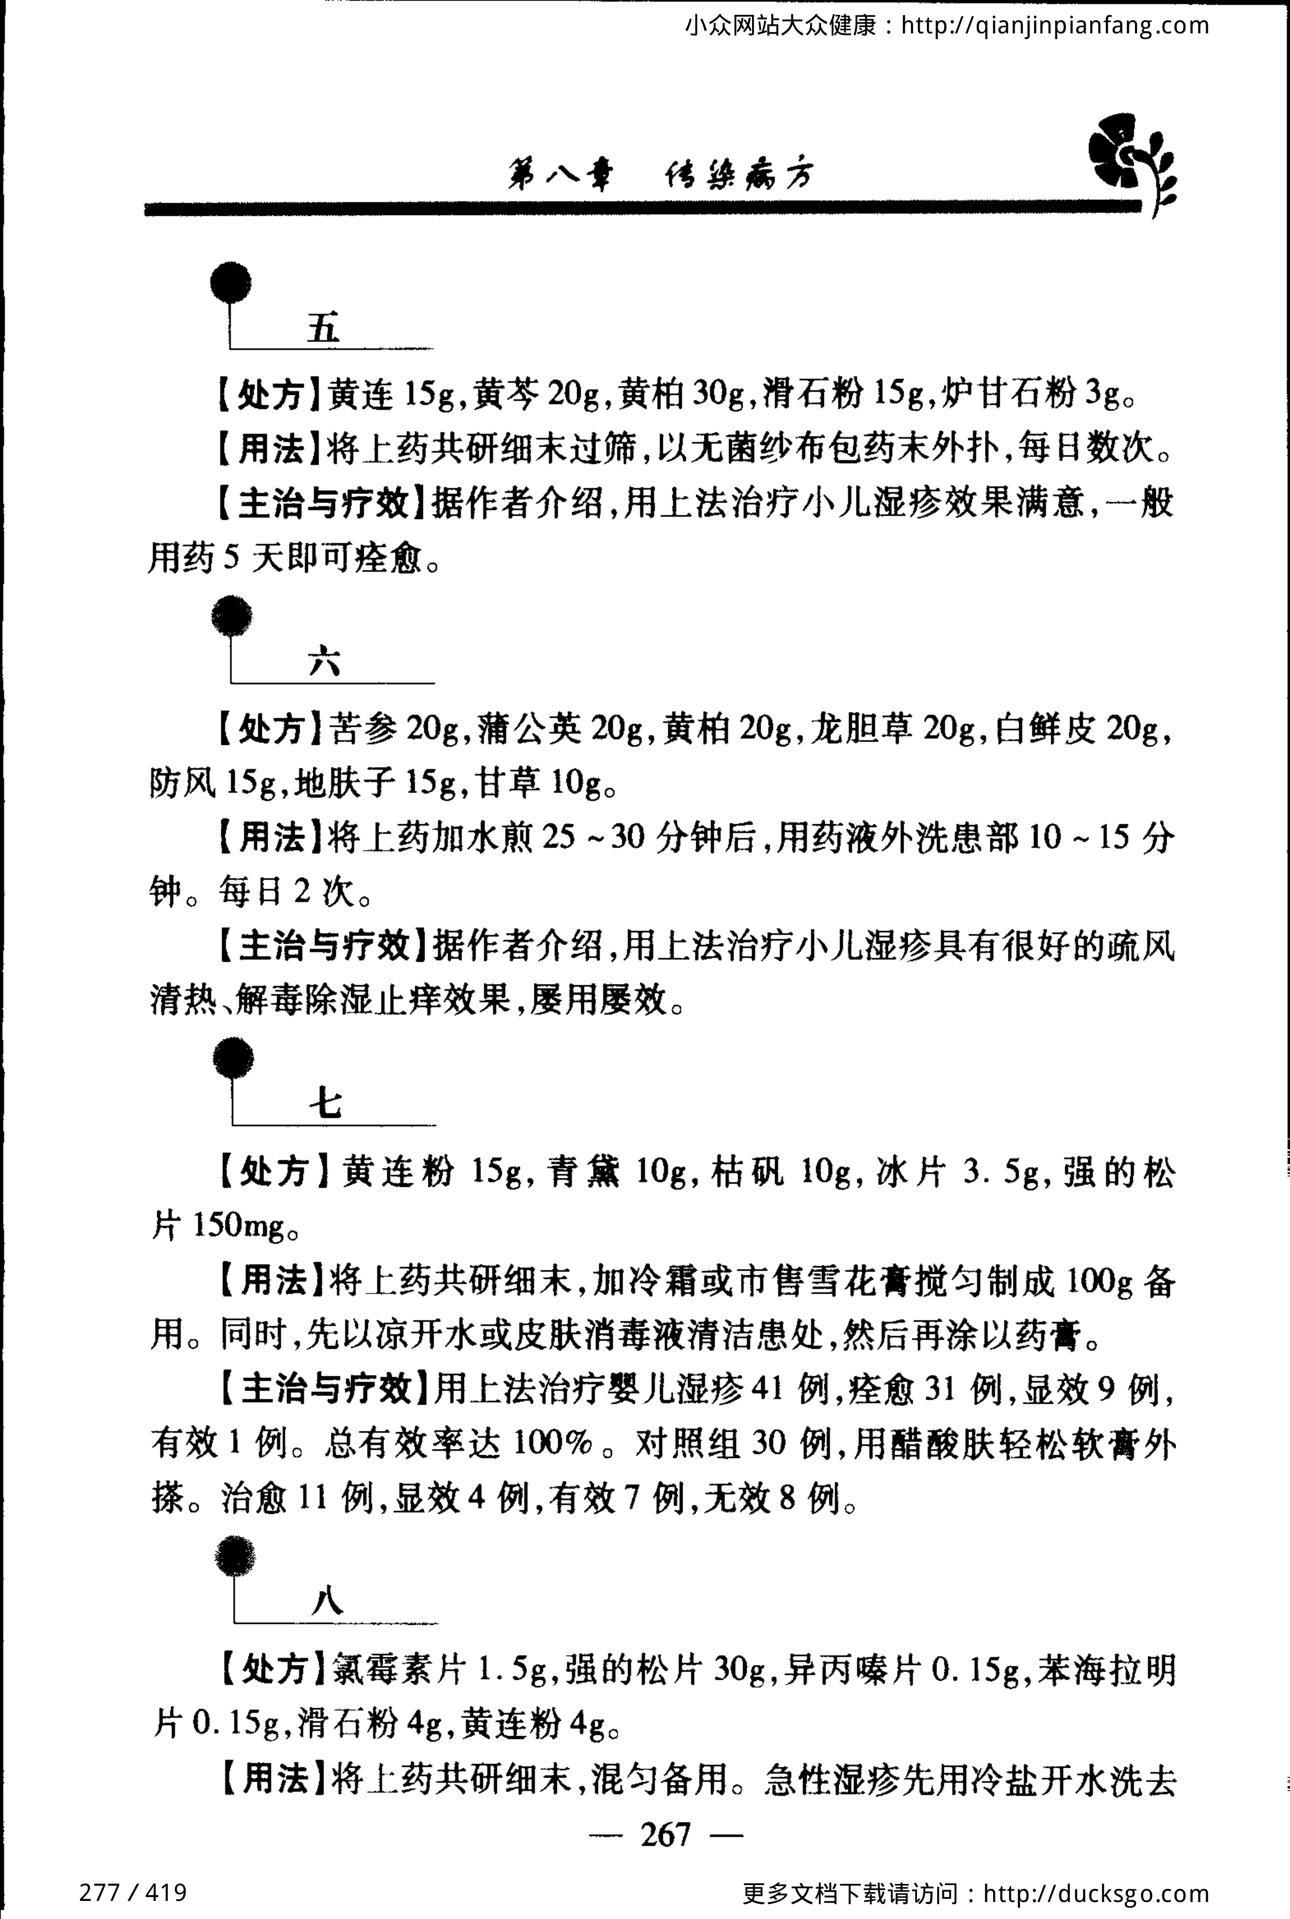 小众网站大众健康：http://qianjinpianfang.com
第八章 传染病方
五
【处方】黄连 15g,黄芩 20g,黄柏 30g,滑石粉 15g,炉甘石粉 3g。
【用法】将上药共研细末过筛,以无菌纱布包药末外扑,每日数次。
【主治与疗效】据作者介绍,用上法治疗小儿湿疹效果满意,一般
用药 5 天即可痊愈。
六
【处方】苦参 20g,蒲公英 20g,黄柏 20g,龙胆草 20g,白鲜皮 20g,
防风 15g,地肤子 15g,甘草 10g。
【用法】将上药加水煎 25 ~ 30 分钟后,用药液外洗患部 10 ~ 15 分
钟。每日 2 次。
【主治与疗效】据作者介绍,用上法治疗小儿湿疹具有很好的疏风
清热、解毒除湿止痒效果,屡用屡效。
七
【处方】黄连粉 15g,青黛 10g,枯矾 10g,冰片 3. 5g,强的松
片 150mg。
【用法】将上药共研细末,加冷霜或市售雪花膏搅匀制成 100g 备
用。同时,先以凉开水或皮肤消毒液清洁患处,然后再涂以药膏。
【主治与疗效】用上法治疗婴儿湿疹 41 例,痊愈 31 例,显效 9 例,
有效 1 例。总有效率达 100%。对照组 30 例,用醋酸肤轻松软膏外
搽。治愈 11 例,显效 4 例,有效 7 例,无效 8 例。
八
【处方】氯霉素片 1. 5g,强的松片 30g,异丙嗪片 0. 15g,苯海拉明
片 0. 15g,滑石粉 4g,黄连粉 4g。
【用法】将上药共研细末,混匀备用。急性湿疹先用冷盐开水洗去
— 267 —
277 / 419
更多文档下载请访问：http://ducksgo.com